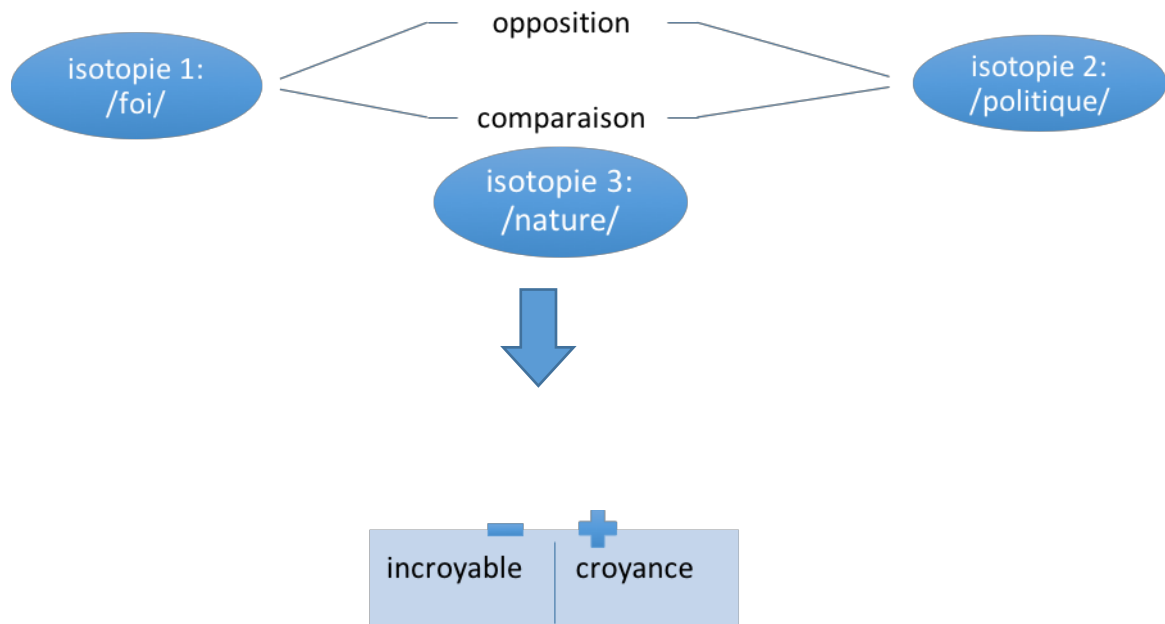 opposition
isotopie 1:
/foi/
isotopie 2:
/politique/
comparaison
isotopie 3:
/nature/
incroyable
croyance